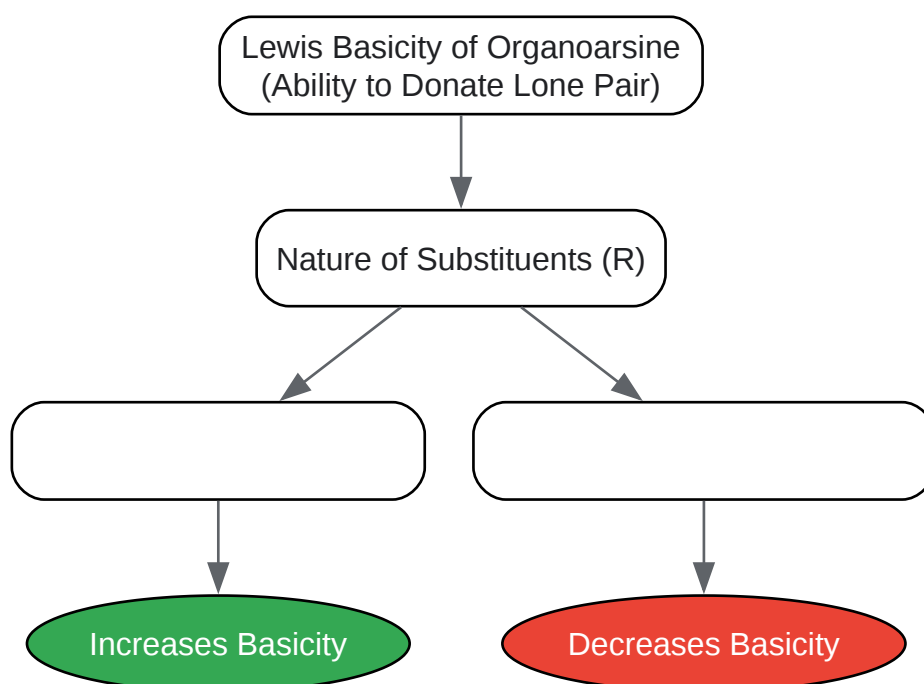 Lewis Basicity of Organoarsine
(Ability to Donate Lone Pair)
Nature of Substituents (R)
Increases Basicity
Decreases Basicity